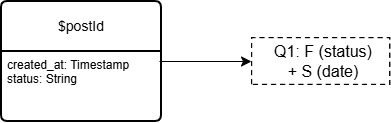 $postId
created_at: Timestamp
status: String
Q1: F (status)
+ S (date)